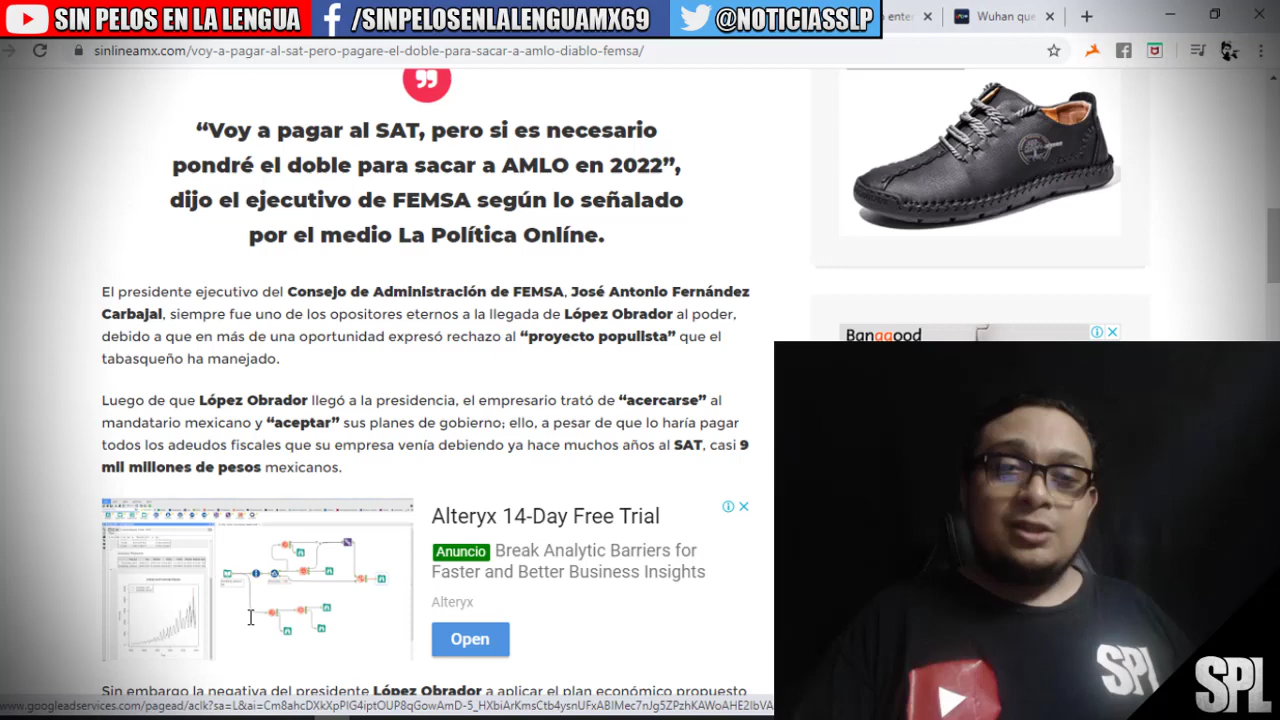 SIN PELOS EN LA LENGUA
/SINPELOSENLALENGUAMX69
@NOTICIASSLP
Wuhan que
sinlineamx.com/voy-a-pagar-al-sat-pero-pagare-el-doble-para-sacar-a-amlo-diablo-femsa/
“Voy a pagar al SAT, pero si es necesario
pondré el doble para sacar a AMLO en 2022”,
dijo el ejecutivo de FEMSA según lo señalado
por el medio La Política Onlíne.
El presidente ejecutivo del Consejo de Administración de FEMSA, José Antonio Fernández
Carbajal, siempre fue uno de los opositores eternos a la llegada de López Obrador al poder,
debido a que en más de una oportunidad expresó rechazo al “proyecto populista” que el
tabasqueño ha manejado.
Luego de que López Obrador llegó a la presidencia, el empresario trató de “acercarse” al
mandatario mexicano y “aceptar” sus planes de gobierno; ello, a pesar de que lo haría pagar
todos los adeudos fiscales que su empresa venía debiendo ya hace muchos años al SAT, casi 9
mil millones de pesos mexicanos.
Banggood
Alteryx 14-Day Free Trial
Anuncio Break Analytic Barriers for
Faster and Better Business Insights
Alteryx
Open
Sin embargo la negativa del presidente López Obrador a aplicar el plan económico propuesto
SPL
SPL